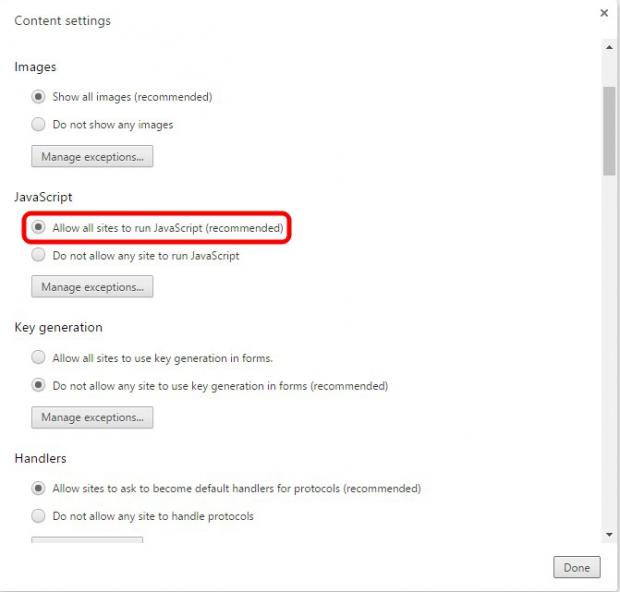 Content settings
Images
Show all images (recommended)
Do not show any images
Manage exceptions...
JavaScript
Allow all sites to run JavaScript (recommended)
Do not allow any site to run JavaScript
Manage exceptions...
Key generation
Allow all sites to use key generation in forms.
Do not allow any site to use key generation in forms (recommended)
Manage exceptions...
Handlers
Allow sites to ask to become default handlers for protocols (recommended)
Do not allow any site to handle protocols
Done